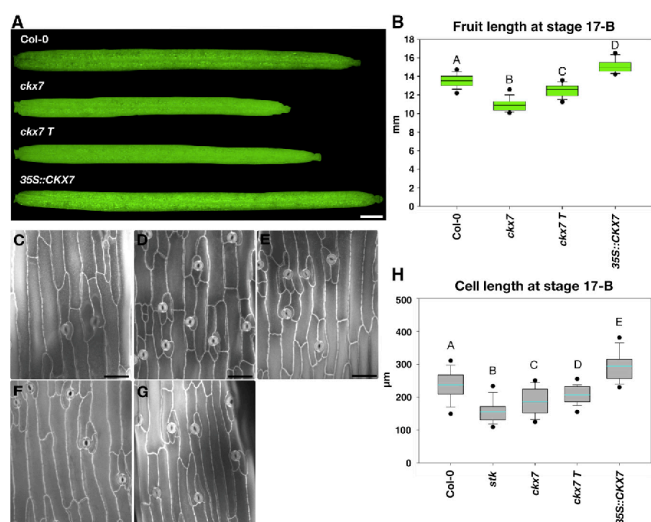 A
Col-0
ckx7
ckx7 T
35S::CKX7
B
Fruit length at stage 17-B
18
16
14
12
10
8
6
4
2
0
mm
A
B
C
D
Col-0
ckx7
ckx7 T
35S::CKX7
C
D
E
F
G
H
Cell length at stage 17-B
500
400
300
200
100
0
µm
A
B
C
D
E
Col-0
stk
ckx7
ckx7 T
35S::CKX7